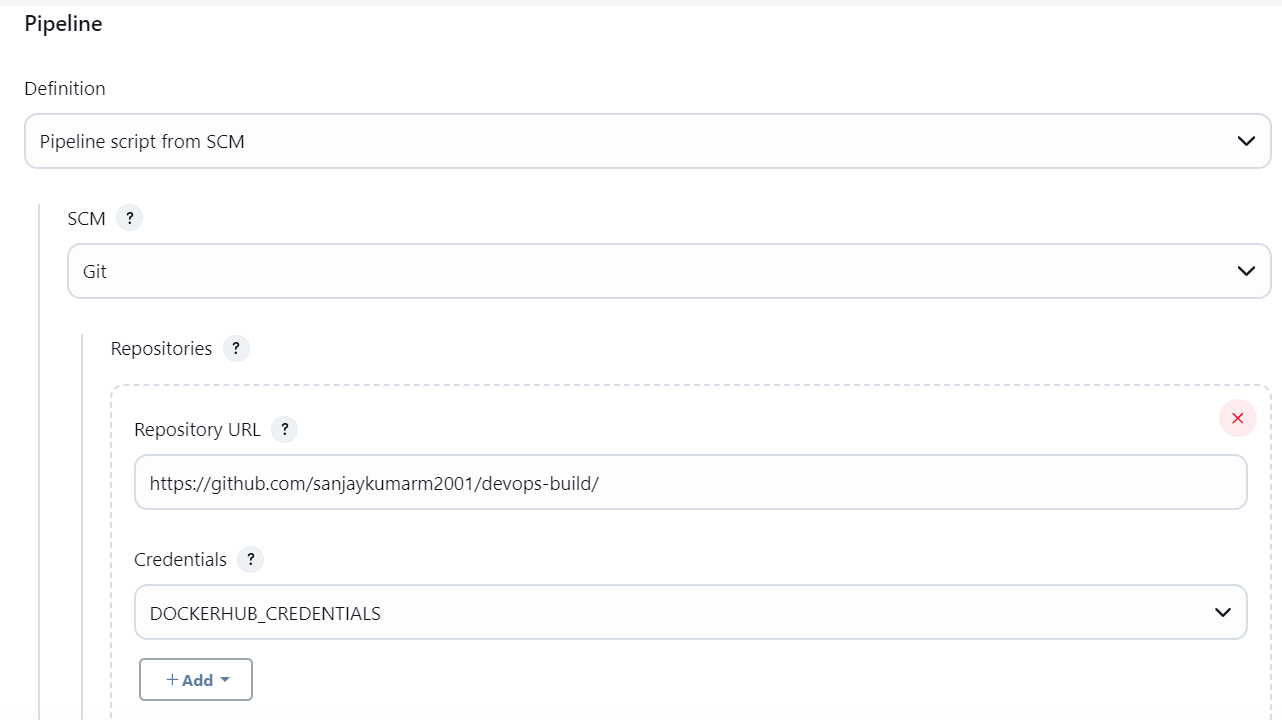 Pipeline
Definition
Pipeline script from SCM
SCM ?
Git
Repositories ?
Repository URL ?
https://github.com/sanjaykumarm2001/devops-build/
Credentials ?
DOCKERHUB_CREDENTIALS
+ Add